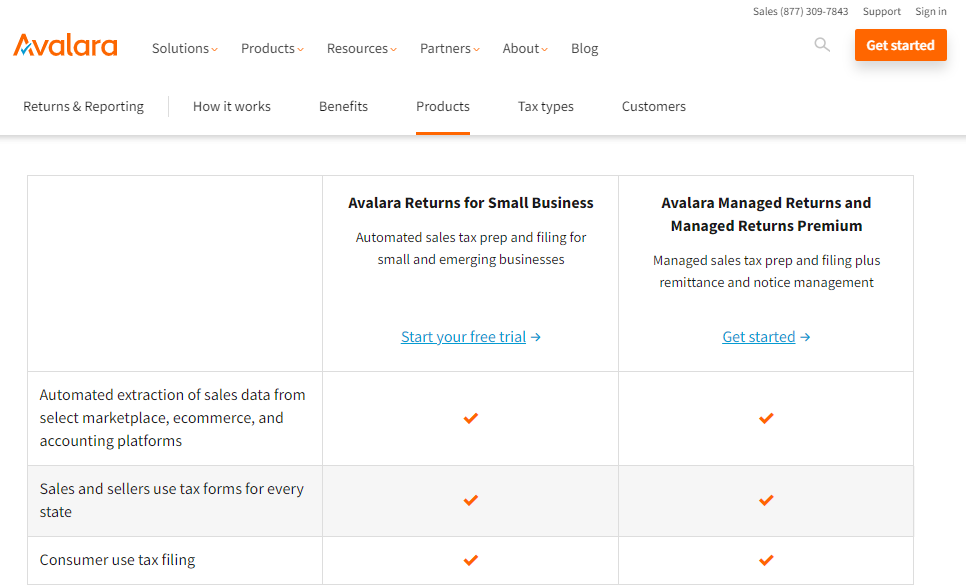 Sales (877) 309-7843 Support Sign in
Avalara Solutions Products Resources Partners About Blog Get started
Returns & Reporting How it works Benefits Products Tax types Customers
Avalara Returns for Small Business
Automated sales tax prep and filing for
small and emerging businesses
Start your free trial →
Avalara Managed Returns and
Managed Returns Premium
Managed sales tax prep and filing plus
remittance and notice management
Get started →
Automated extraction of sales data from
select marketplace, ecommerce, and
accounting platforms
Sales and sellers use tax forms for every
state
Consumer use tax filing